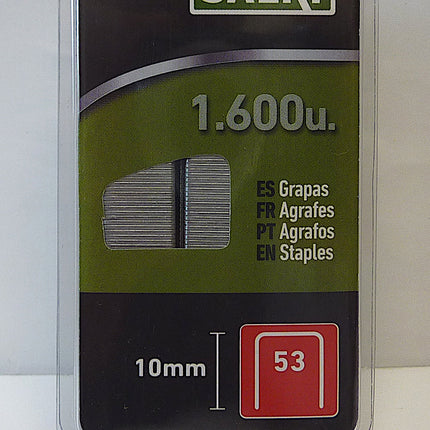 1.600u.
ES Grapas
FR Agrafes
PT Agrafos
EN Staples
10mm
53